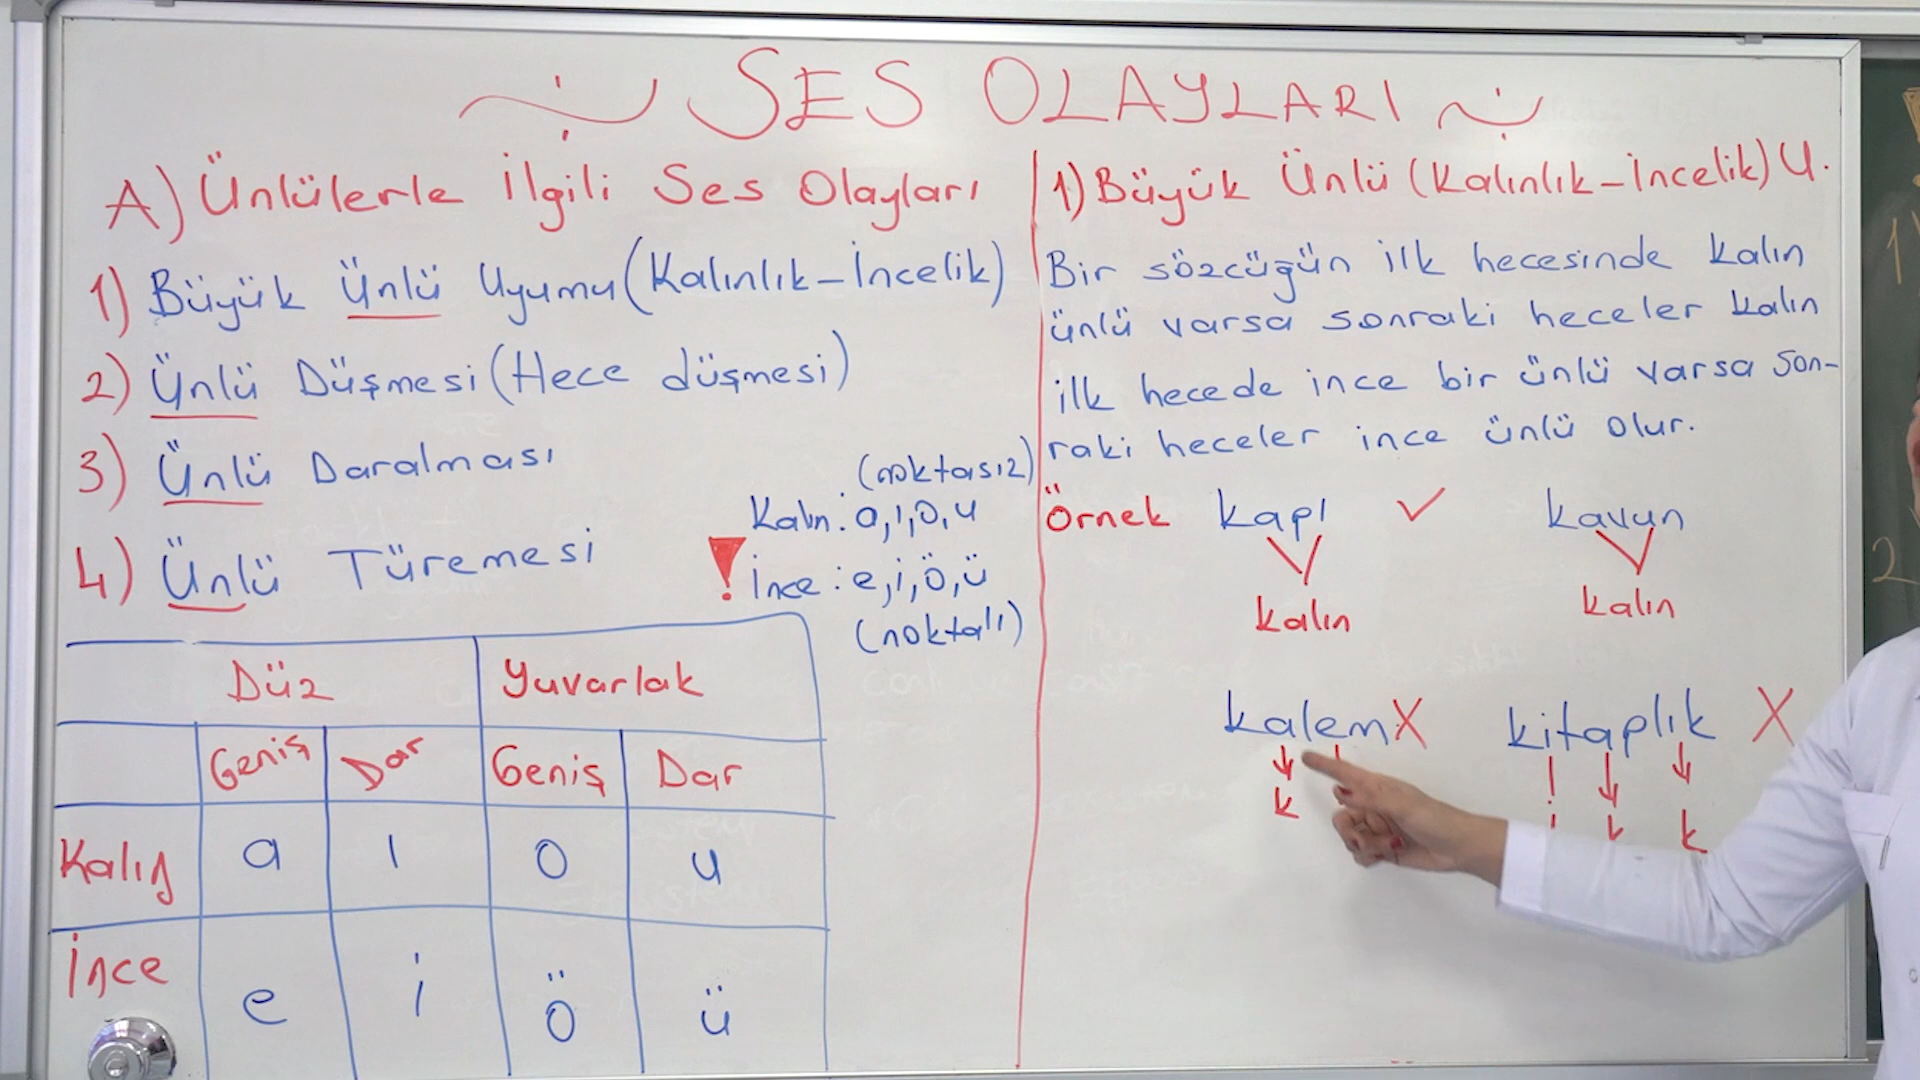 SES OLAYLARI
A) Ünlülerle İlgili Ses Olayları
1) Büyük Ünlü Uyumu (Kalınlık-İncelik)
2) Ünlü Düşmesi (Hece düşmesi)
3) Ünlü Daralması
4) Ünlü Türemesi
(noktasız)
Kalın: a,ı,o,u
! İnce: e,i,ö,ü
(noktalı)
Düz Yuvarlak
Geniş Dar Geniş Dar
Kalın a ı o u
İnce e i ö ü
1) Büyük Ünlü (Kalınlık-İncelik) U.
Bir sözcüğün ilk hecesinde kalın
ünlü varsa sonraki heceler kalın
ilk hecede ince bir ünlü varsa son-
raki heceler ince ünlü olur.
Örnek kapı ✓ kavun
kalın kalın
kalem X kitaplık X
k i k k
1
2